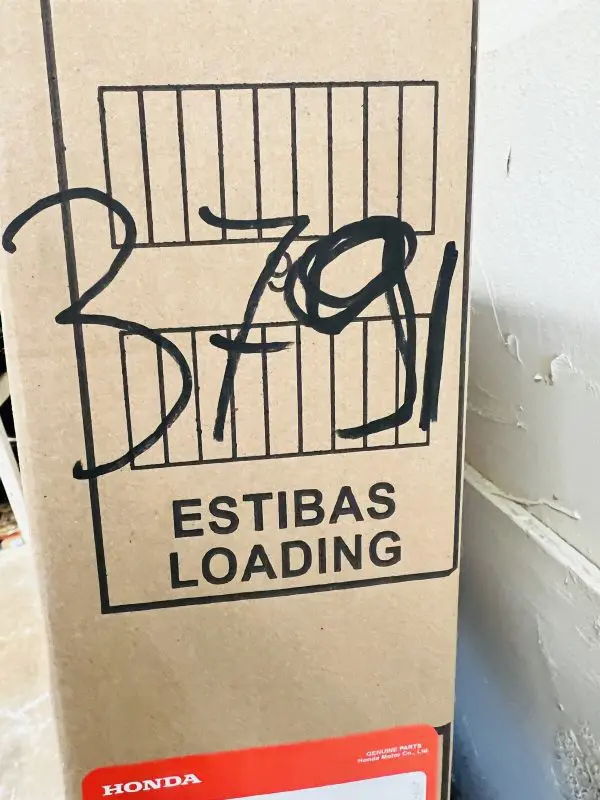 3791
ESTIBAS
LOADING
HONDA
GENUINE PARTS
Honda Motor Co., Ltd.